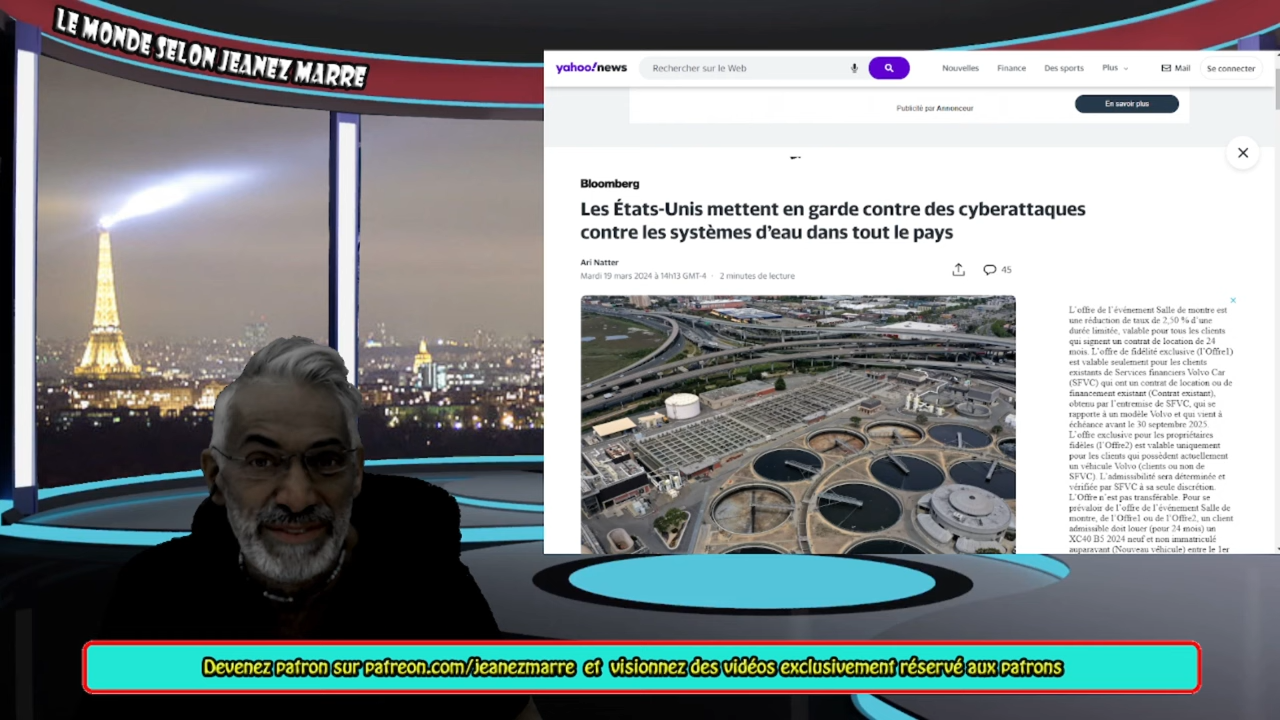 LE MONDE SELON JEANEZ MARRE
yahoo!news
Rechercher sur le Web
Nouvelles
Finance
Des sports
Plus
Mail
Se connecter
Publicité par Annonceur
En savoir plus
Bloomberg
Les États-Unis mettent en garde contre des cyberattaques
contre les systèmes d'eau dans tout le pays
Ari Natter
Mardi 19 mars 2024 à 14h13 GMT-4 · 2 minutes de lecture
45
L'offre de l'événement Salle de montre est
une réduction de taux de 2,50 % d'une
durée limitée, valable pour tous les clients
qui signent un contrat de location de 24
mois. L'offre de fidélité exclusive (l'Offre1)
est valable seulement pour les clients
existants de Services financiers Volvo Car
(SFVC) qui ont un contrat de location ou de
financement existant (Contrat existant),
obtenu par l'entremise de SFVC, qui se
rapporte à un modèle Volvo et qui vient à
échéance avant le 30 septembre 2025.
L'offre exclusive pour les propriétaires
fidèles (l'Offre2) est valable uniquement
pour les clients qui possèdent actuellement
un véhicule Volvo (clients ou non de
SFVC). L'admissibilité sera déterminée et
vérifiée par SFVC à sa seule discrétion.
L'Offre n'est pas transférable. Pour se
prévaloir de l'offre de l'événement Salle de
montre, de l'Offre1 ou de l'Offre2, un client
admissible doit louer (pour 24 mois) un
XC40 B5 2024 neuf et non immatriculé
auparavant (Nouveau véhicule) entre le 1er
Devenez patron sur patreon.com/jeanezmarre et visionnez des vidéos exclusivement réservé aux patrons